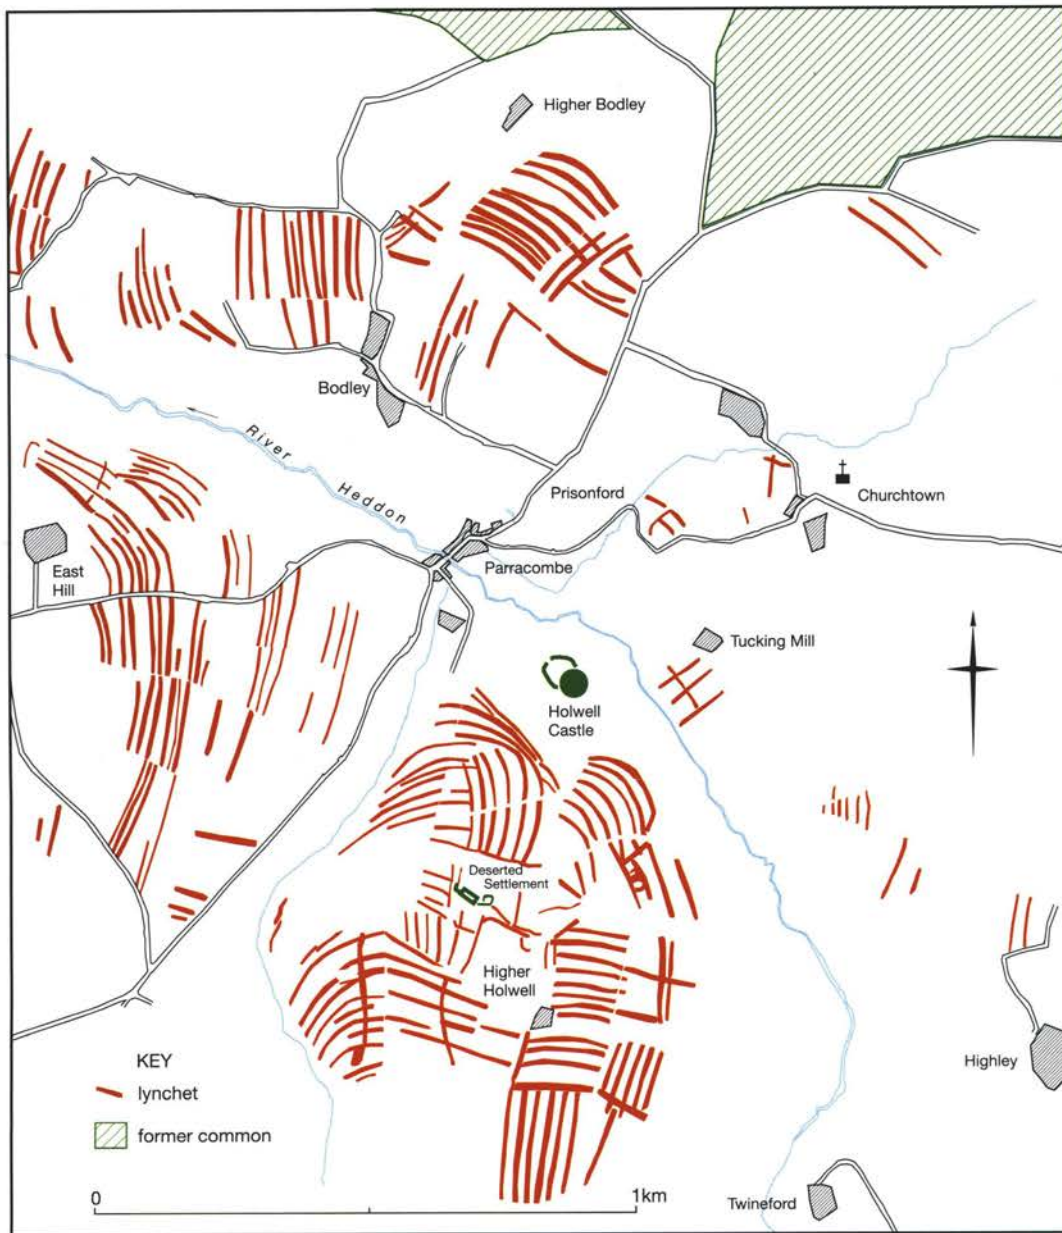 Higher Bodley
Bodley
River
Heddon
Prisonford
Churchtown
East
Hill
Parracombe
Tucking Mill
Holwell
Castle
Deserted
Settlement
Higher
Holwell
Highley
KEY
lynchet
former common
0
1km
Twineford